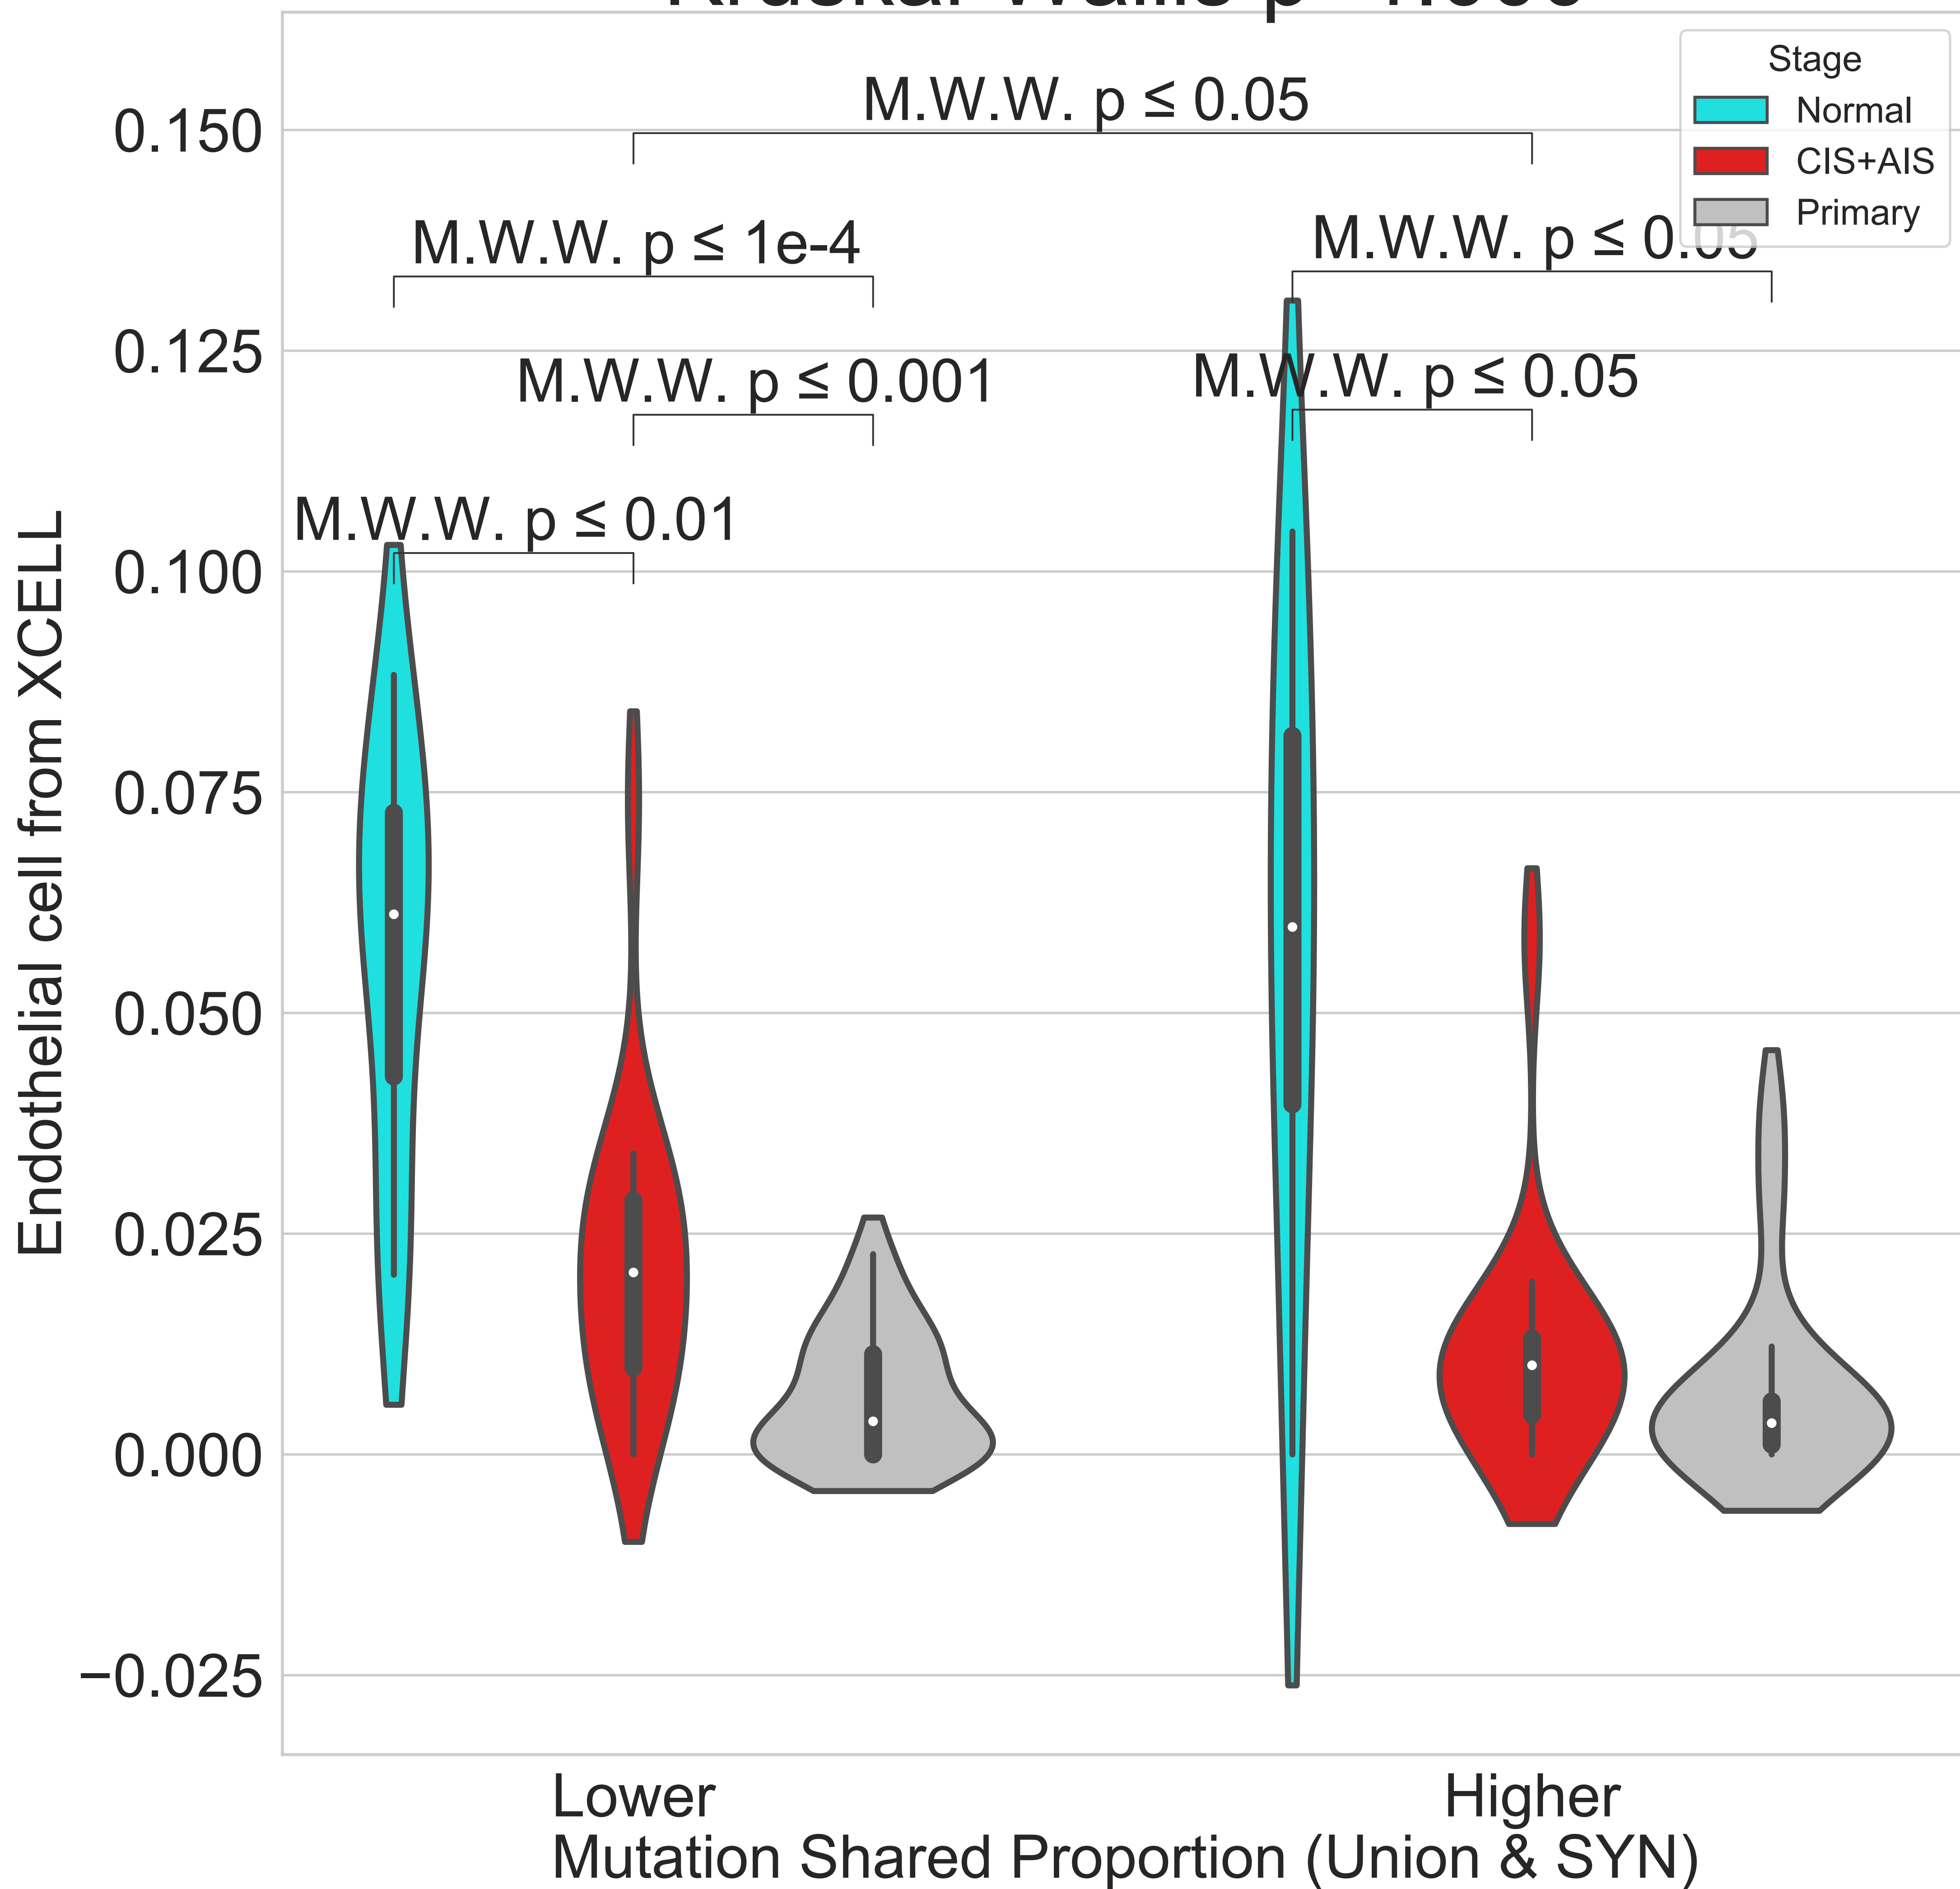 Stage
Normal
CIS+AIS
Primary
M.W.W. p ≤ 0.05
M.W.W. p ≤ 1e-4
M.W.W. p ≤ 0.05
M.W.W. p ≤ 0.001
M.W.W. p ≤ 0.05
M.W.W. p ≤ 0.01
0.150
0.125
0.100
0.075
0.050
0.025
0.000
−0.025
Endothelial cell from XCELL
Lower
Higher
Mutation Shared Proportion (Union & SYN)